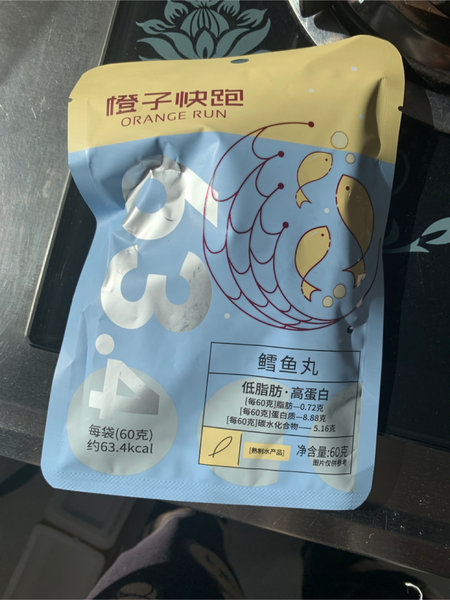 橙子快跑
ORANGE RUN
63.4
鳕鱼丸
低脂肪·高蛋白
[每60克]脂肪—0.72克
[每60克]蛋白质—8.88克
[每60克]碳水化合物—— 5.16克
[熟制水产品]
净含量:60克
图片仅供参考
每袋(60克)
约63.4kcal